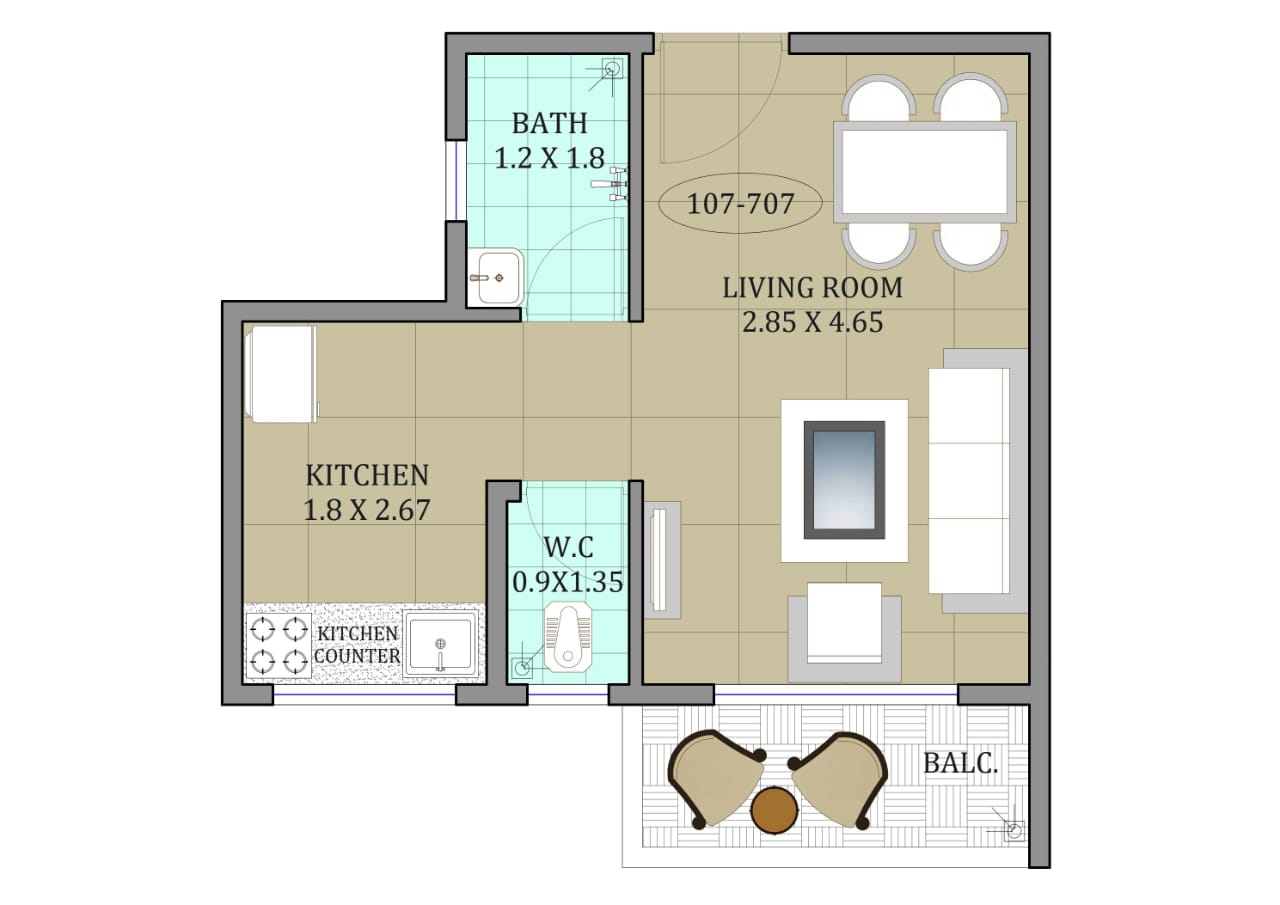 BATH
1.2 X 1.8
107-707
LIVING ROOM
2.85 X 4.65
KITCHEN
1.8 X 2.67
W.C
0.9X1.35
KITCHEN
COUNTER
BALC.